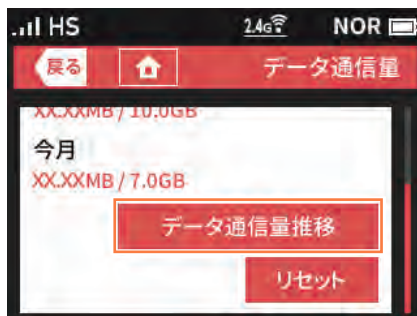 HS 2.4G NOR
戻る データ通信量
XX.XXMB / 10.0GB
今月
XX.XXMB / 7.0GB
データ通信量推移
リセット